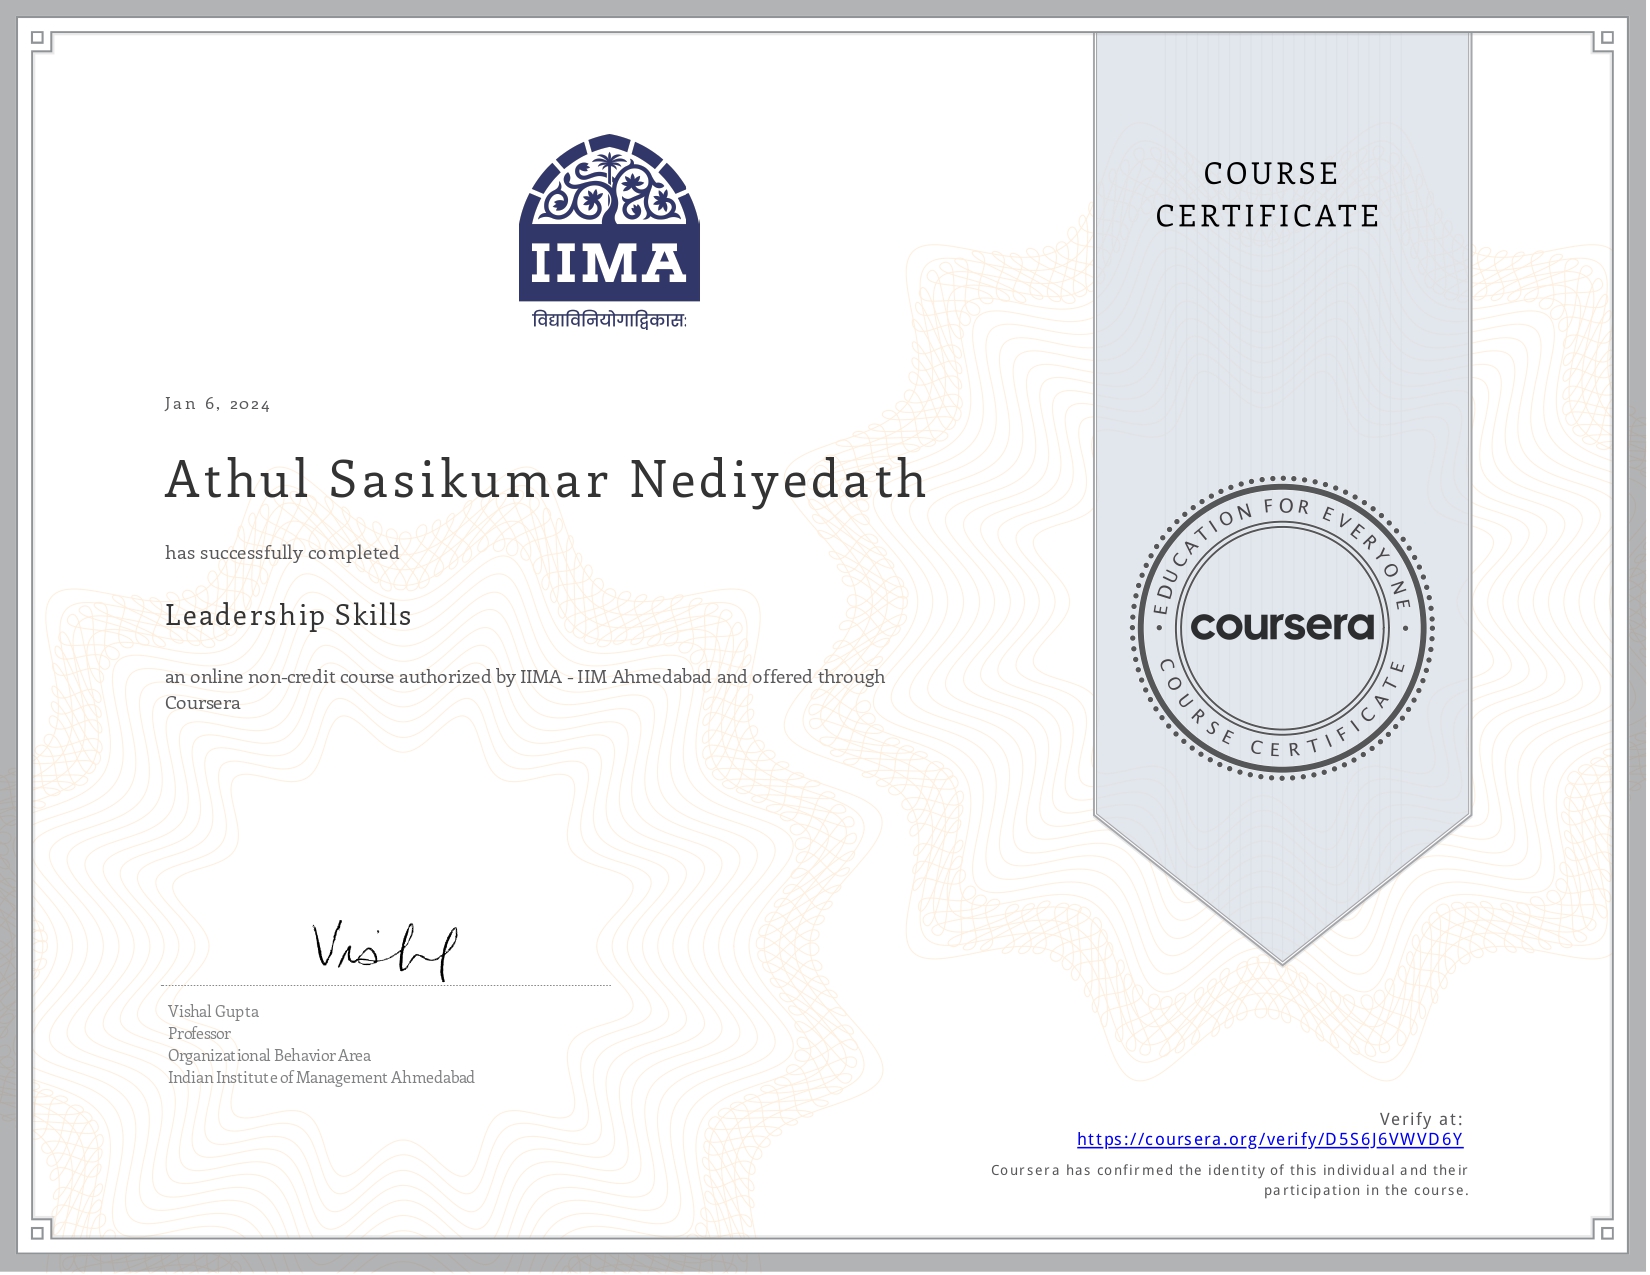 COURSE
CERTIFICATE
IIMA
विद्याविनियोगाद्विकासः
Jan 6, 2024
Athul Sasikumar Nediyedath
has successfully completed
Leadership Skills
an online non-credit course authorized by IIMA - IIM Ahmedabad and offered through
Coursera
EDUCATION FOR EVERYONE
coursera
COURSE CERTIFICATE
Vishal
Vishal Gupta
Professor
Organizational Behavior Area
Indian Institute of Management Ahmedabad
Verify at:
https://coursera.org/verify/D5S6J6VWVD6Y
Coursera has confirmed the identity of this individual and their
participation in the course.